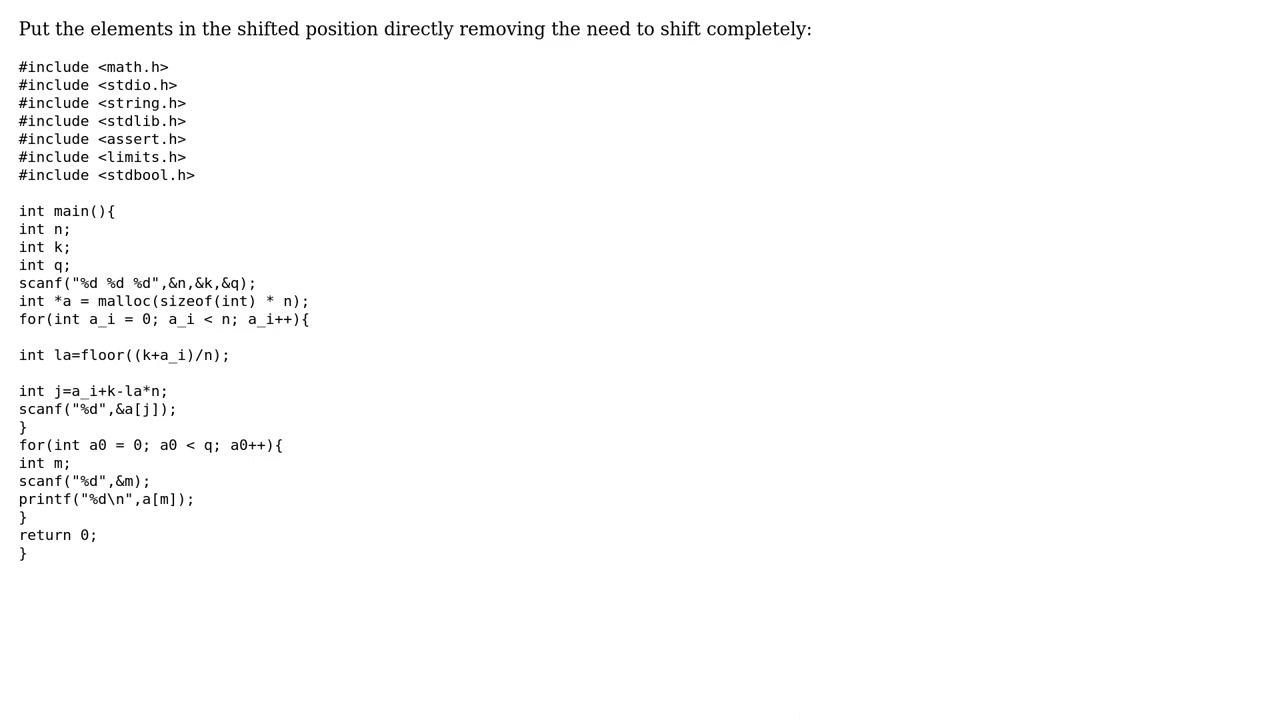 Put the elements in the shifted position directly removing the need to shift completely:
#include <math.h>
#include <stdio.h>
#include <string.h>
#include <stdlib.h>
#include <assert.h>
#include <limits.h>
#include <stdbool.h>
int main(){
int n;
int k;
int q;
scanf("%d %d %d",&n,&k,&q);
int *a = malloc(sizeof(int) * n);
for(int a_i = 0; a_i < n; a_i++){
int la=floor((k+a_i)/n);
int j=a_i+k-la*n;
scanf("%d",&a[j]);
}
for(int a0 = 0; a0 < q; a0++){
int m;
scanf("%d",&m);
printf("%d\n",a[m]);
}
return 0;
}